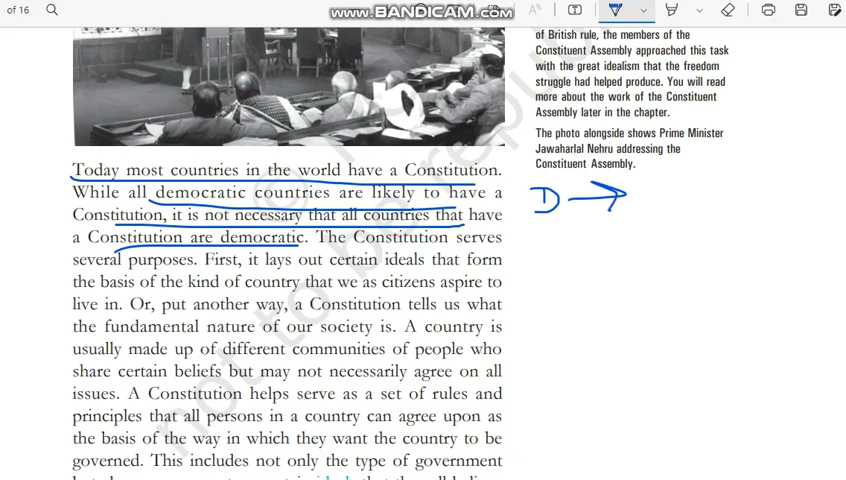 of 16
www.BANDICAM.com
of British rule, the members of the
Constituent Assembly approached this task
with the great idealism that the freedom
struggle had helped produce. You will read
more about the work of the Constituent
Assembly later in the chapter.
The photo alongside shows Prime Minister
Jawaharlal Nehru addressing the
Constituent Assembly.
D →
Today most countries in the world have a Constitution.
While all democratic countries are likely to have a
Constitution, it is not necessary that all countries that have
a Constitution are democratic. The Constitution serves
several purposes. First, it lays out certain ideals that form
the basis of the kind of country that we as citizens aspire to
live in. Or, put another way, a Constitution tells us what
the fundamental nature of our society is. A country is
usually made up of different communities of people who
share certain beliefs but may not necessarily agree on all
issues. A Constitution helps serve as a set of rules and
principles that all persons in a country can agree upon as
the basis of the way in which they want the country to be
governed. This includes not only the type of government
not to be republ